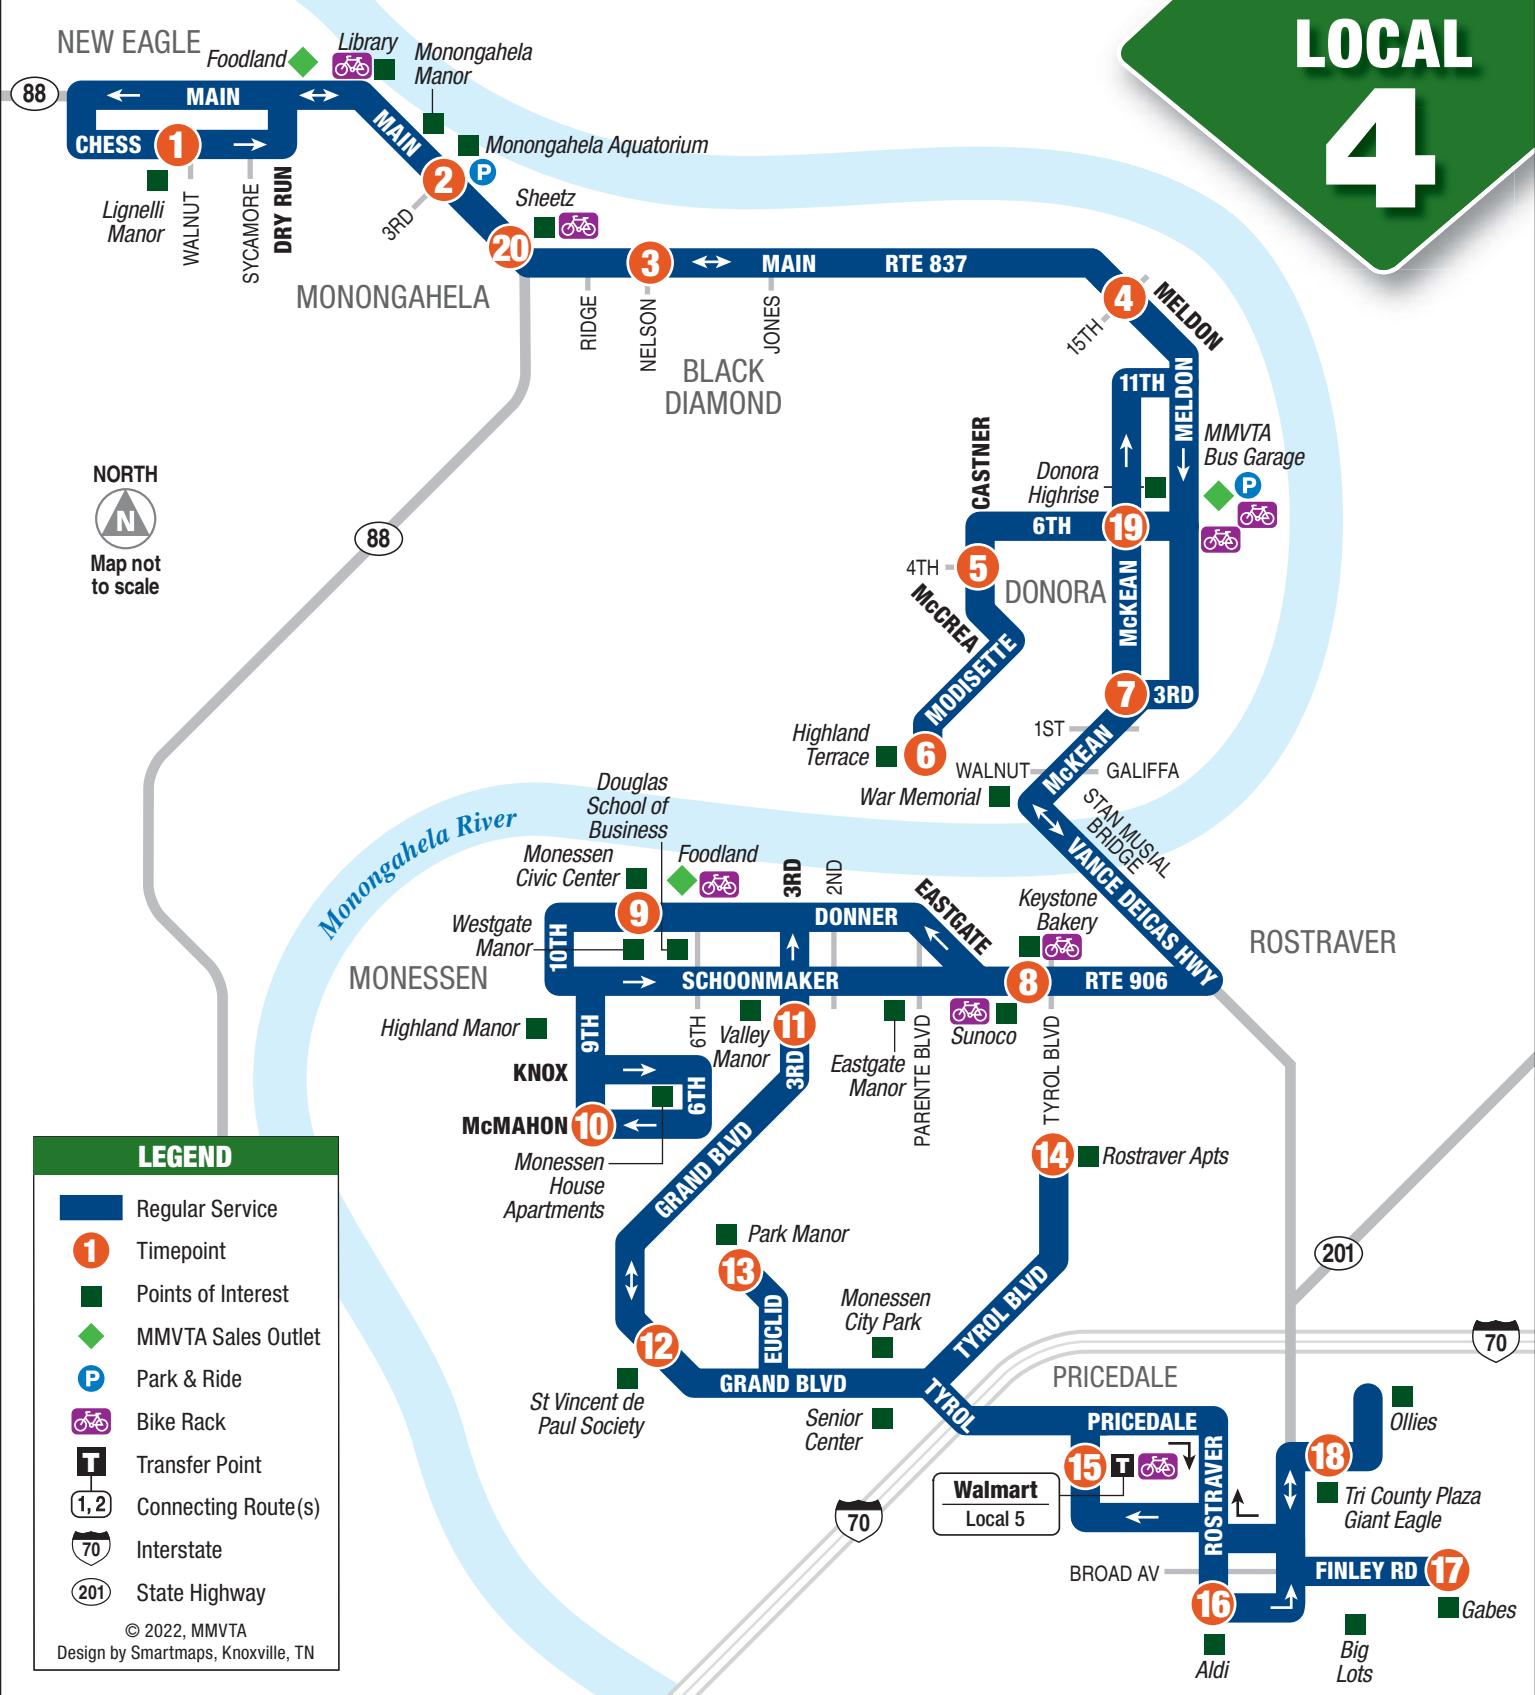 LOCAL
4
NEW EAGLE
Foodland
Library
Monongahela
Manor
88
MAIN
MAIN
CHESS
1
Monongahela Aquatorium
2
P
Lignelli
Manor
WALNUT
SYCAMORE
DRY RUN
3RD
Sheetz
20
3
MAIN
RTE 837
4
MELDON
MONONGAHELA
RIDGE
NELSON
JONES
15TH
BLACK
DIAMOND
11TH
MELDON
MMVTA
Bus Garage
P
CASTNER
Donora
Highrise
NORTH
N
Map not
to scale
88
6TH
19
4TH
5
DONORA
McCREA
McKEAN
MODISETTE
7
3RD
Highland
Terrace
6
1ST
McKEAN
WALNUT
GALIFFA
War Memorial
STAN MUSIAL
BRIDGE
VANCE DEICAS HWY
Monongahela River
Douglas
School of
Business
Monessen
Civic Center
Foodland
3RD
2ND
EASTGATE
Keystone
Bakery
ROSTRAVER
9
DONNER
Westgate
Manor
10TH
MONESSEN
SCHOONMAKER
8
RTE 906
Highland Manor
9TH
6TH
Valley
Manor
11
3RD
Eastgate
Manor
PARENTE BLVD
Sunoco
TYROL BLVD
KNOX
6TH
McMAHON
10
Monessen
House
Apartments
GRAND BLVD
14
Rostraver Apts
Park Manor
13
EUCLID
Monessen
City Park
TYROL BLVD
201
70
12
GRAND BLVD
TYROL
PRICEDALE
St Vincent de
Paul Society
Senior
Center
PRICEDALE
Ollies
15
T
ROSTRAVER
18
Walmart
Local 5
Tri County Plaza
Giant Eagle
70
BROAD AV
FINLEY RD
17
16
Gabes
Aldi
Big
Lots
LEGEND
Regular Service
1
Timepoint
Points of Interest
MMVTA Sales Outlet
P
Park & Ride
Bike Rack
T
Transfer Point
1, 2
Connecting Route(s)
70
Interstate
201
State Highway
© 2022, MMVTA
Design by Smartmaps, Knoxville, TN